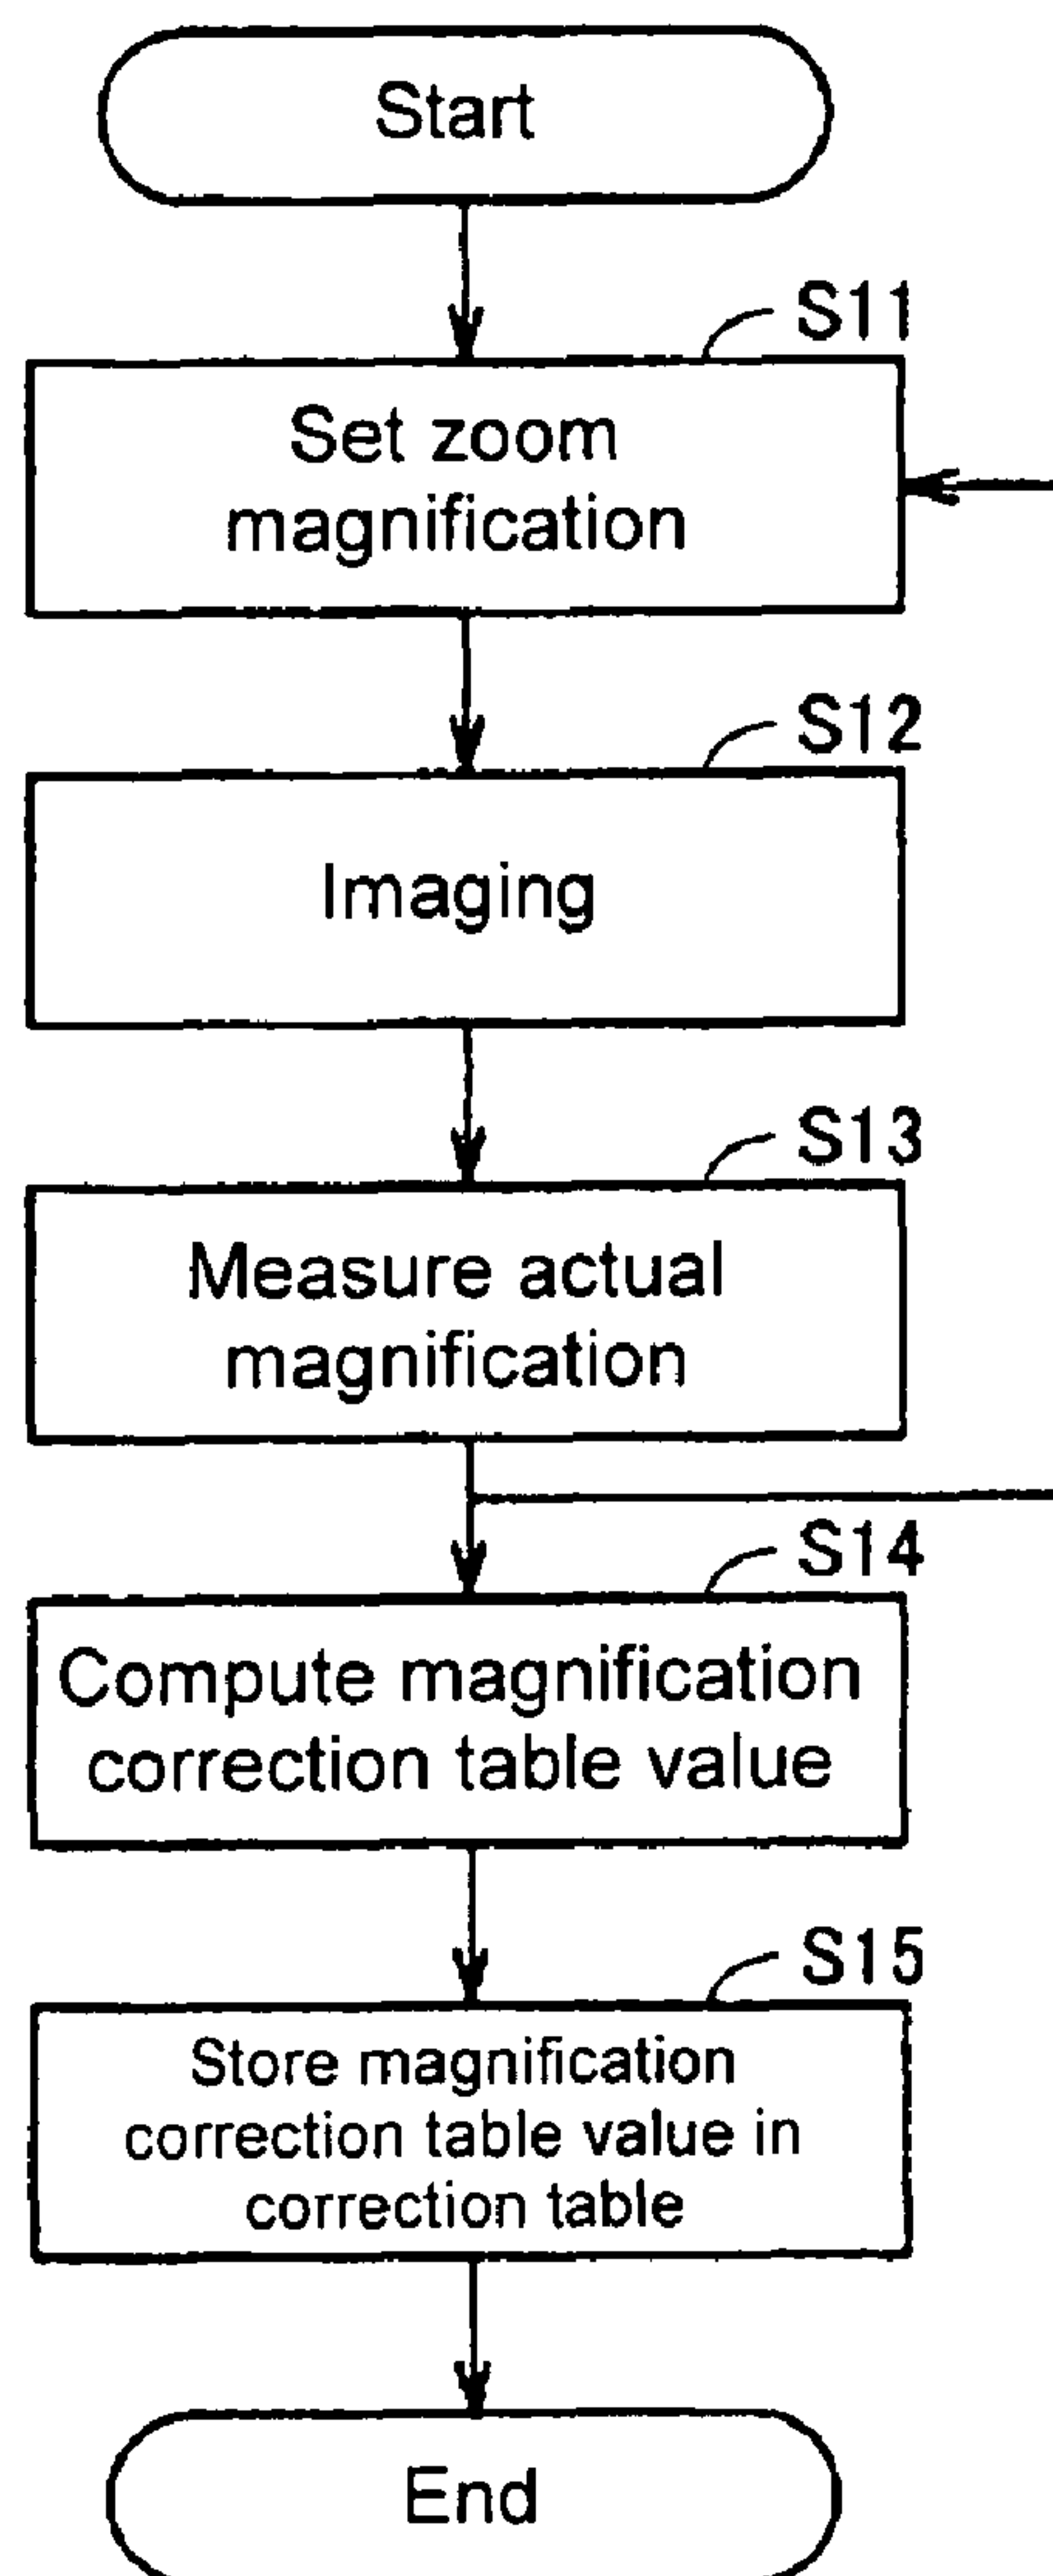 Start
S11
Set zoom
magnification
S12
Imaging
S13
Measure actual
magnification
S14
Compute magnification
correction table value
S15
Store magnification
correction table value in
correction table
End